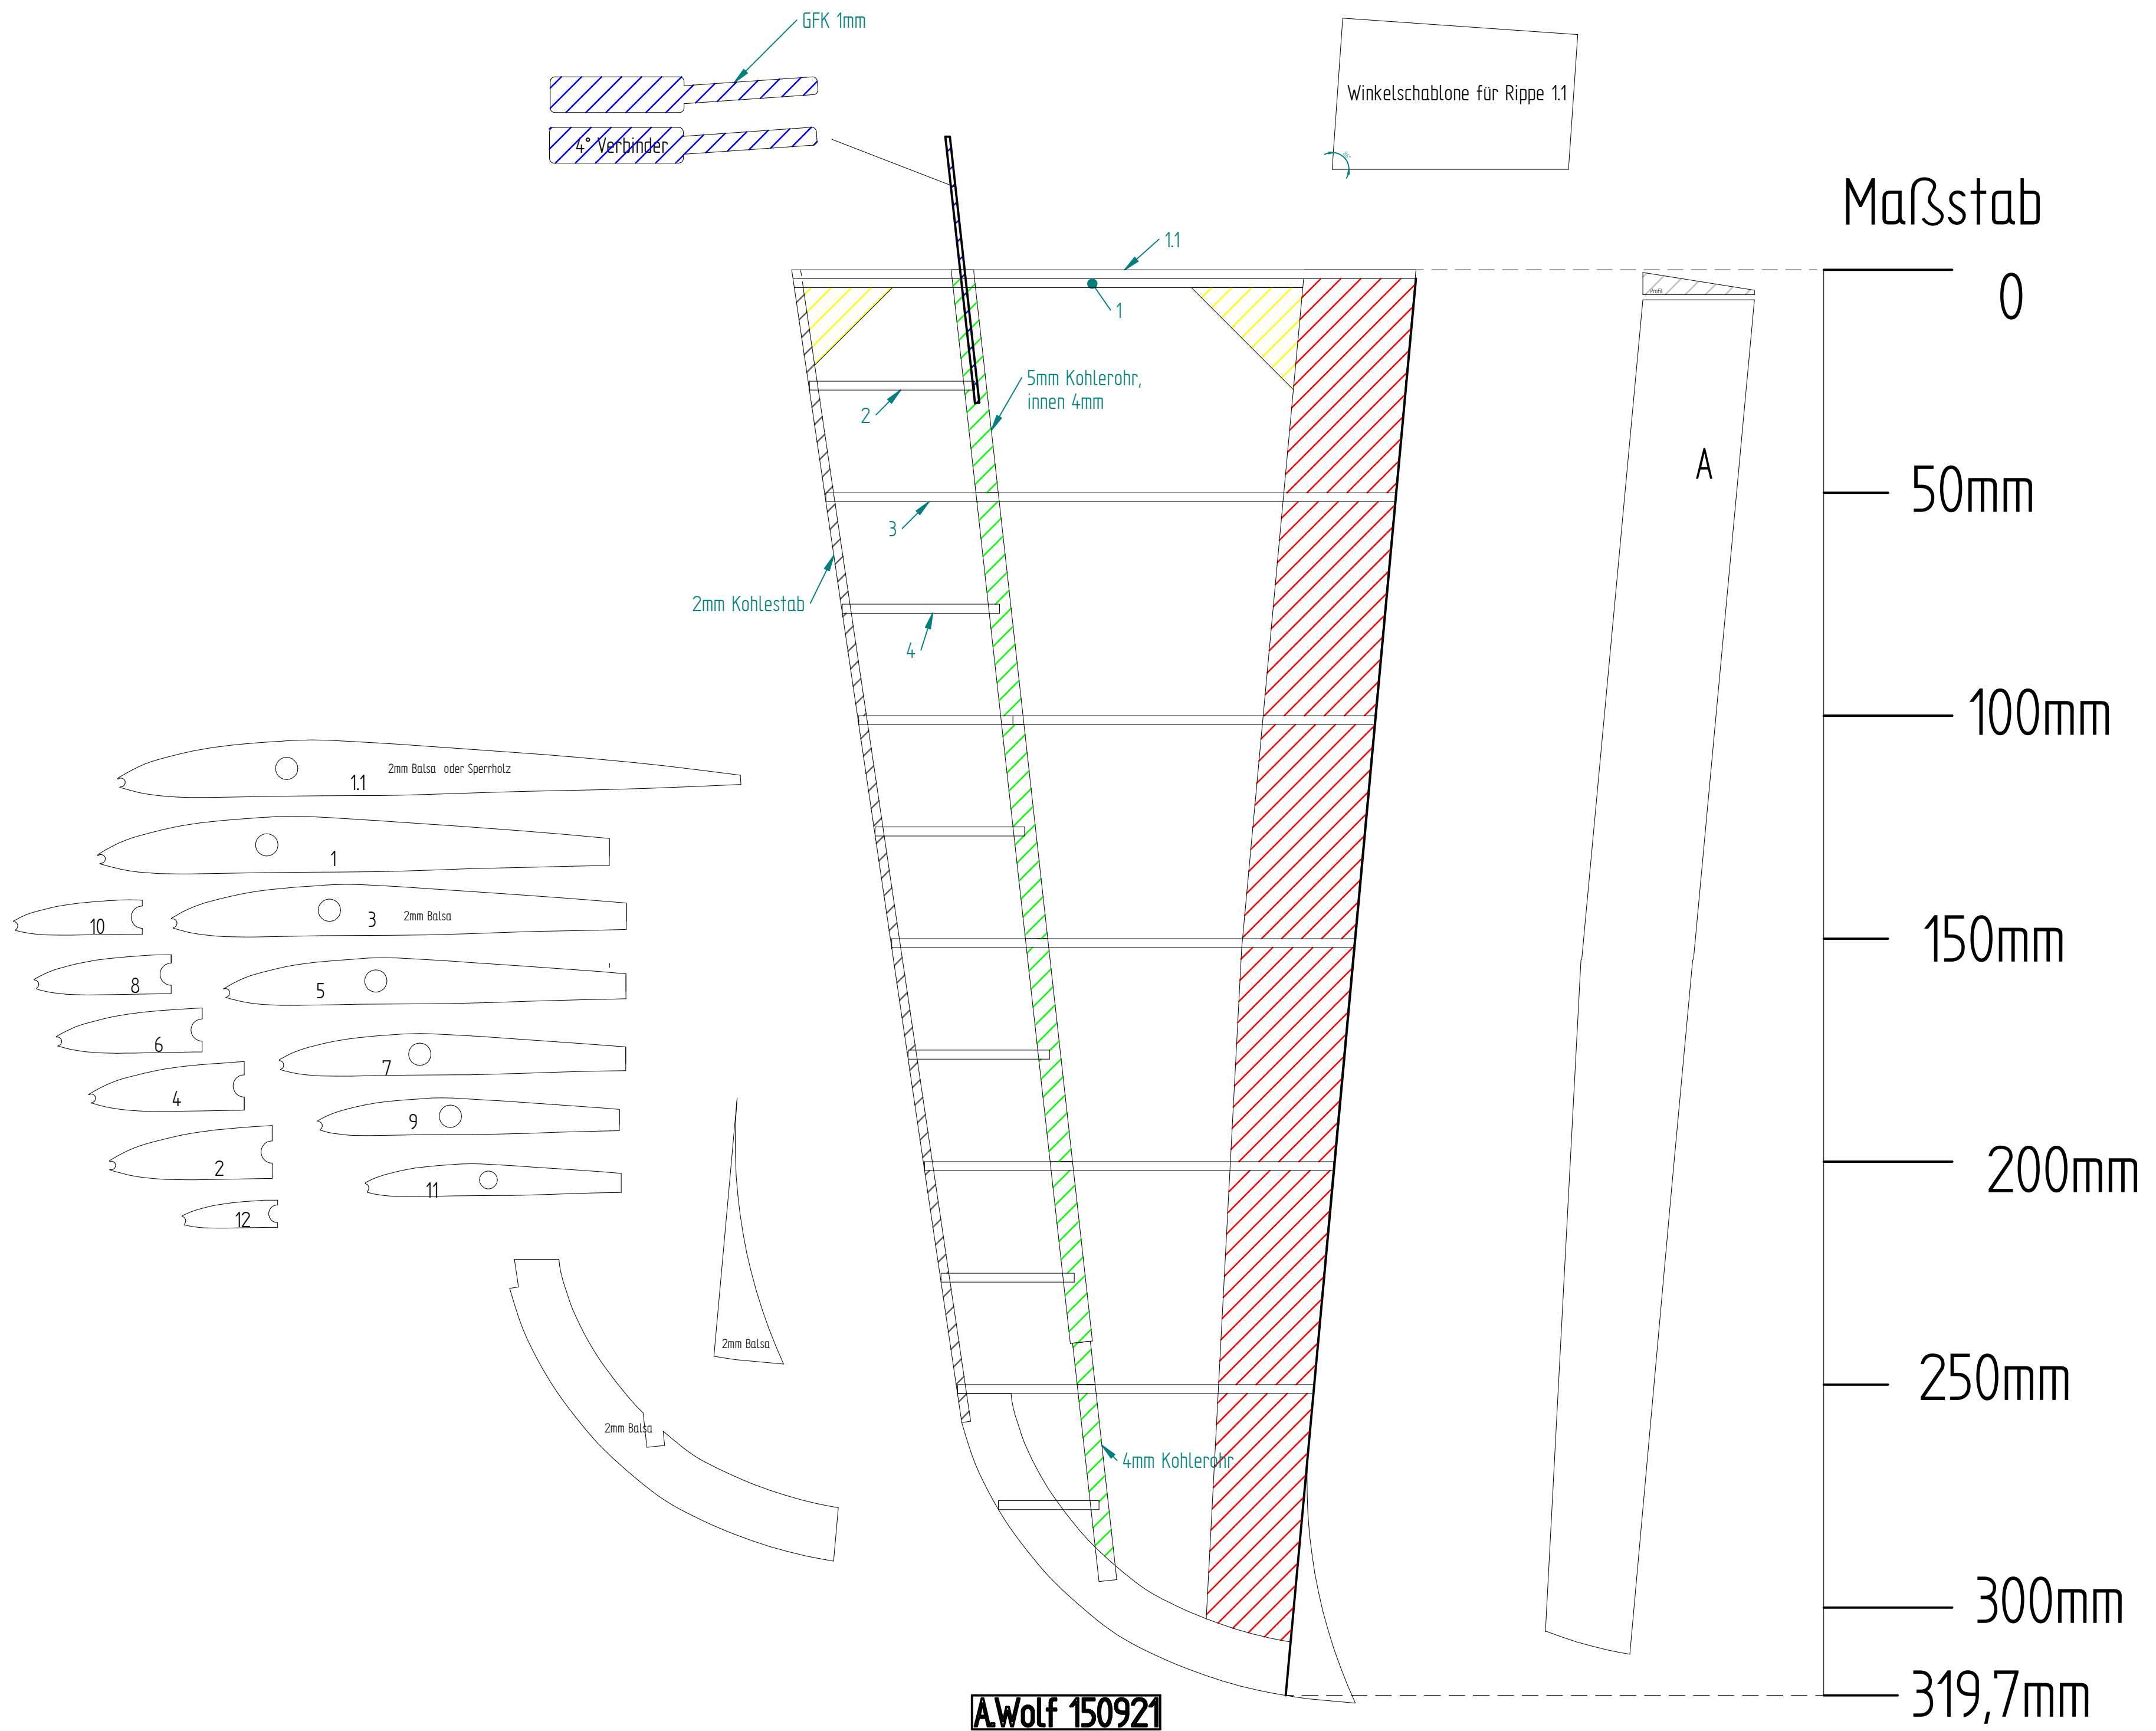 GFK 1mm
4° Verbinder
Winkelschablone für Rippe 1.1
Maßstab
1.1
0
Profil
1
5mm Kohlerohr,
innen 4mm
2
A
50mm
3
2mm Kohlestab
4
100mm
1.1
2mm Balsa oder Sperrholz
1
10
3
2mm Balsa
150mm
8
5
6
7
4
9
200mm
2
11
12
2mm Balsa
250mm
2mm Balsa
4mm Kohlerohr
300mm
319,7mm
A.Wolf 150921